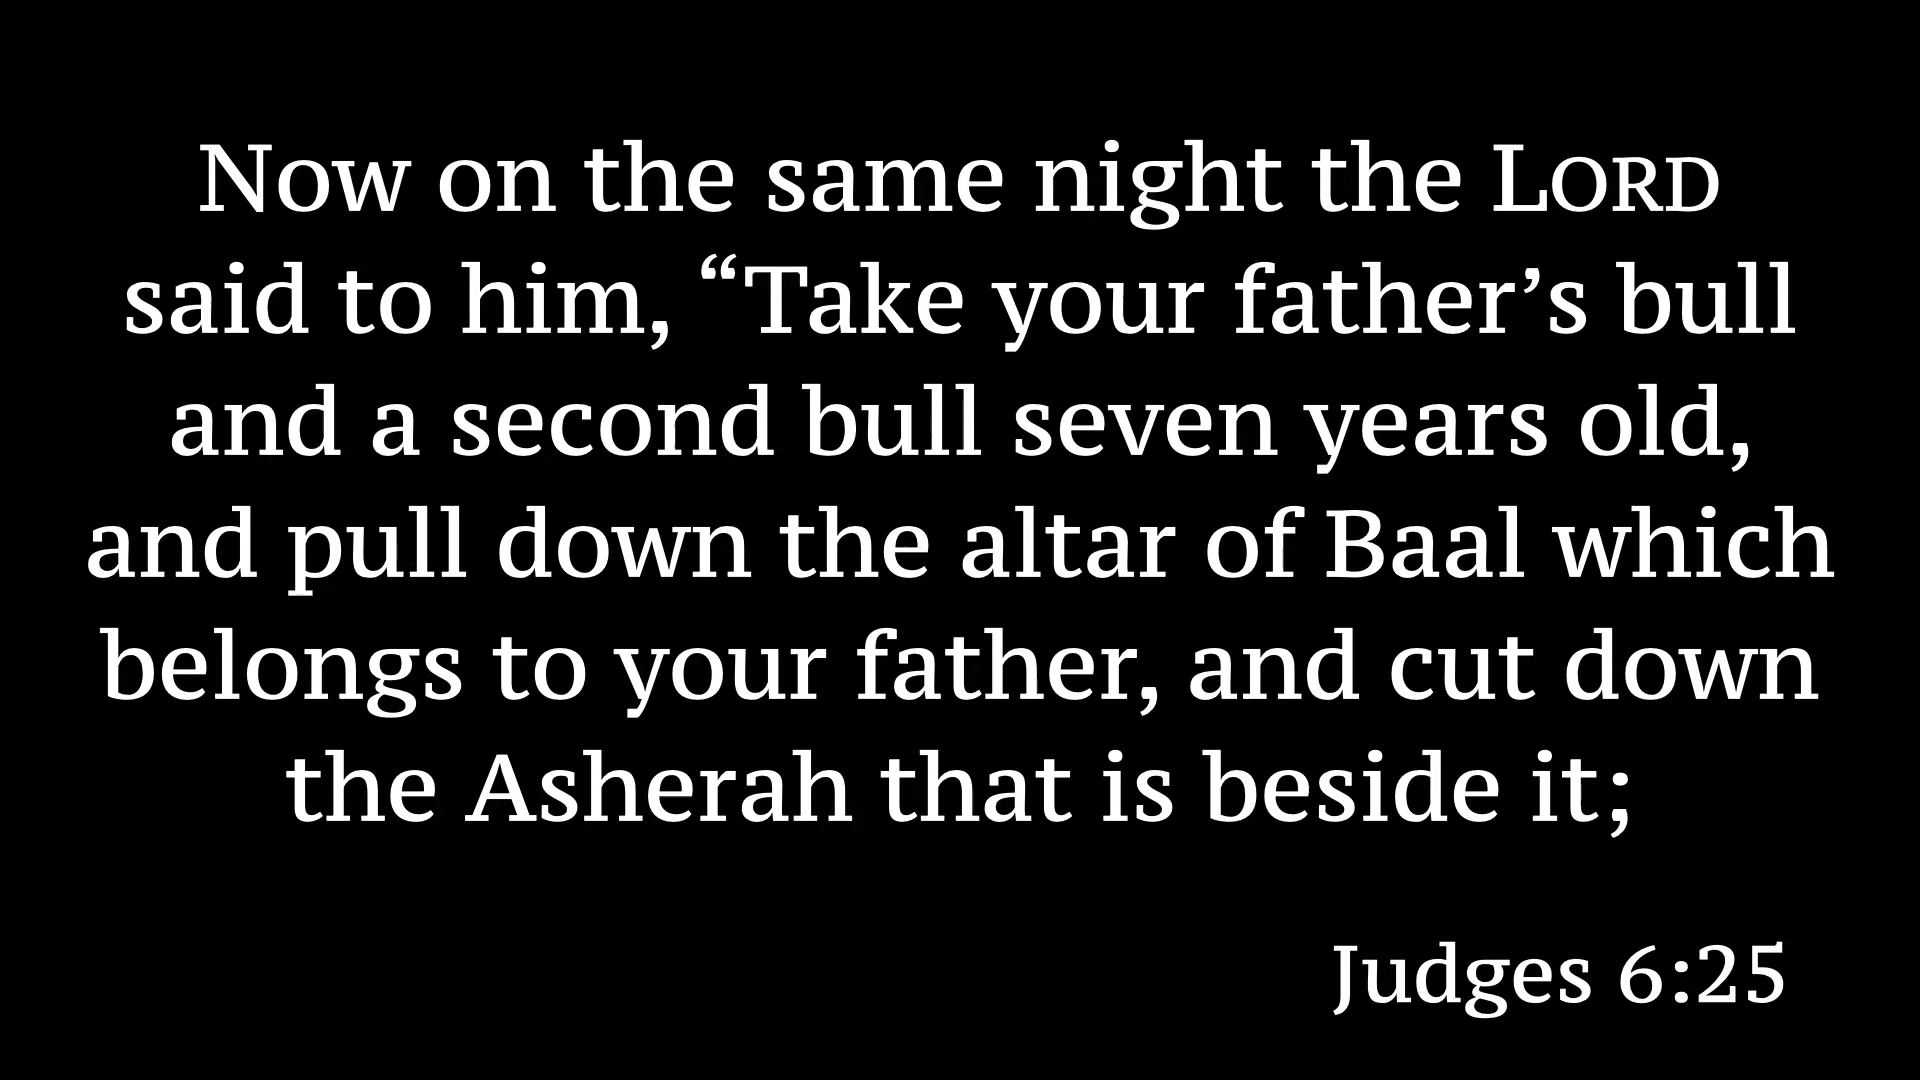 Now on the same night the LORD
said to him, “Take your father’s bull
and a second bull seven years old,
and pull down the altar of Baal which
belongs to your father, and cut down
the Asherah that is beside it;
Judges 6:25